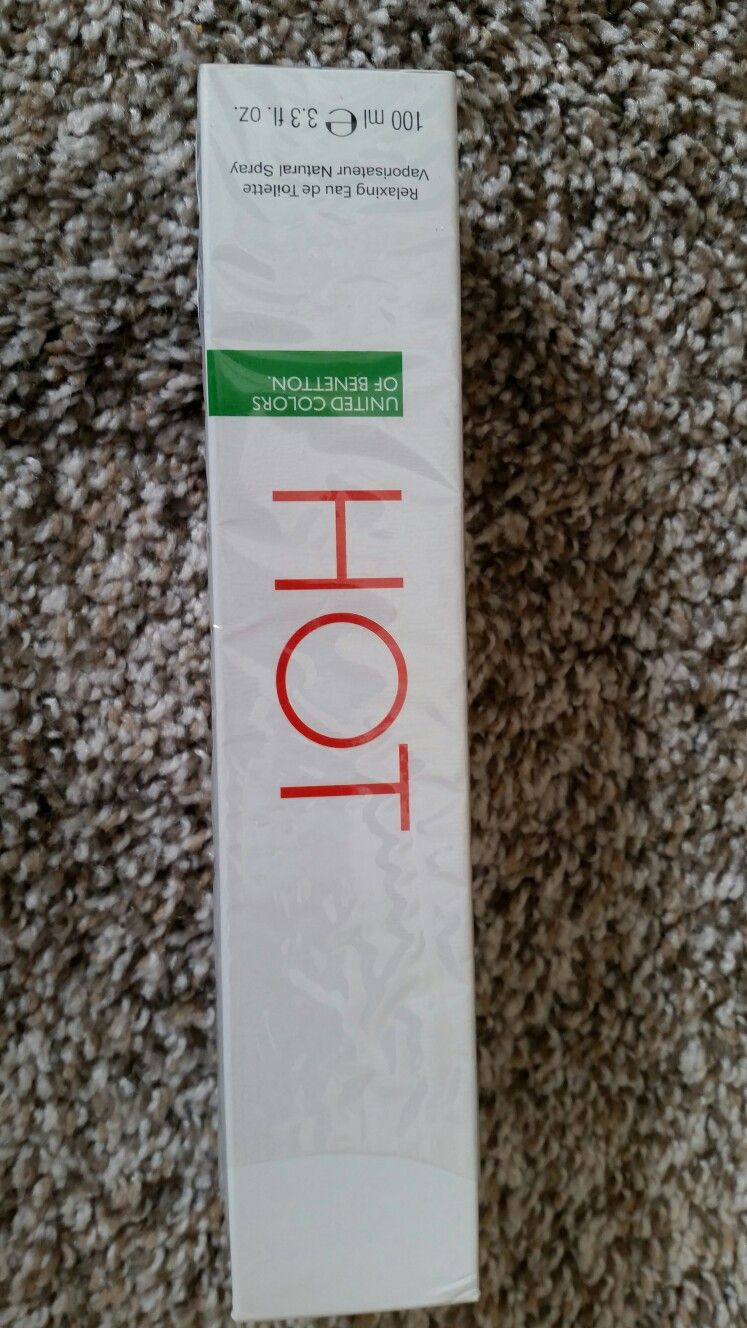 HOT
UNITED COLORS
OF BENETTON.
Relaxing Eau de Toilette
Vaporisateur Natural Spray
100 ml ℮ 3.3 fl. oz.